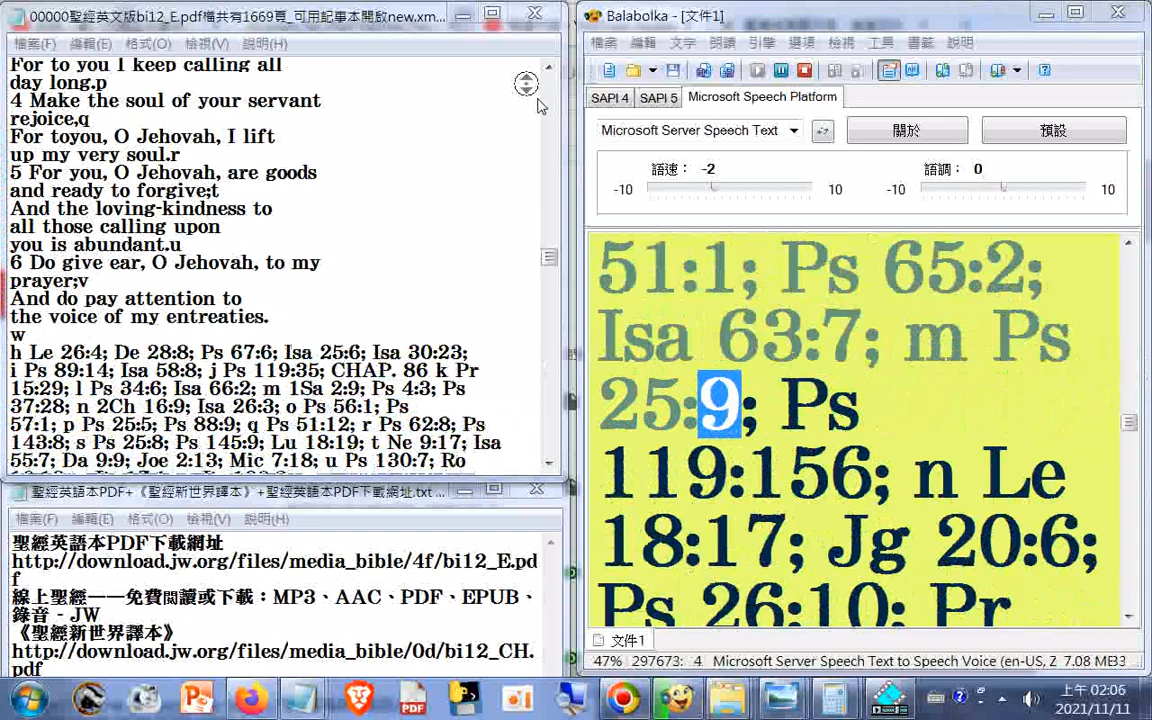 00000聖經英文版bi12_E.pdf檔共有1669頁_可用記事本開啟new.xm...
檔案(F) 編輯(E) 格式(O) 檢視(V) 說明(H)
For to you I keep calling all
day long.p
4 Make the soul of your servant
rejoice,q
For toyou, O Jehovah, I lift
up my very soul.r
5 For you, O Jehovah, are goods
and ready to forgive;t
And the loving-kindness to
all those calling upon
you is abundant.u
6 Do give ear, O Jehovah, to my
prayer;v
And do pay attention to
the voice of my entreaties.
w
h Le 26:4; De 28:8; Ps 67:6; Isa 25:6; Isa 30:23;
i Ps 89:14; Isa 58:8; j Ps 119:35; CHAP. 86 k Pr
15:29; l Ps 34:6; Isa 66:2; m 1Sa 2:9; Ps 4:3; Ps
37:28; n 2Ch 16:9; Isa 26:3; o Ps 56:1; Ps
57:1; p Ps 25:5; Ps 88:9; q Ps 51:12; r Ps 62:8; Ps
143:8; s Ps 25:8; Ps 145:9; Lu 18:19; t Ne 9:17; Isa
55:7; Da 9:9; Joe 2:13; Mic 7:18; u Ps 130:7; Ro
聖經英語本PDF+《聖經新世界譯本》+聖經英語本PDF下載網址.txt ...
檔案(F) 編輯(E) 格式(O) 檢視(V) 說明(H)
聖經英語本PDF下載網址
http://download.jw.org/files/media_bible/4f/bi12_E.pd
f
線上聖經——免費閱讀或下載：MP3、AAC、PDF、EPUB、
錄音 - JW
《聖經新世界譯本》
http://download.jw.org/files/media_bible/0d/bi12_CH.
pdf
Balabolka - [文件1]
檔案 編輯 文字 朗讀 引擎 選項 檢視 工具 書籤 說明
SAPI 4 SAPI 5 Microsoft Speech Platform
Microsoft Server Speech Text 關於 預設
語速： -2 語調： 0
-10 10 -10 10
51:1; Ps 65:2;
Isa 63:7; m Ps
25:9; Ps
119:156; n Le
18:17; Jg 20:6;
Ps 26:10; Pr
文件1
47% 297673: 4 Microsoft Server Speech Text to Speech Voice (en-US, Z 7.08 MB3
PDF
上午 02:06
2021/11/11